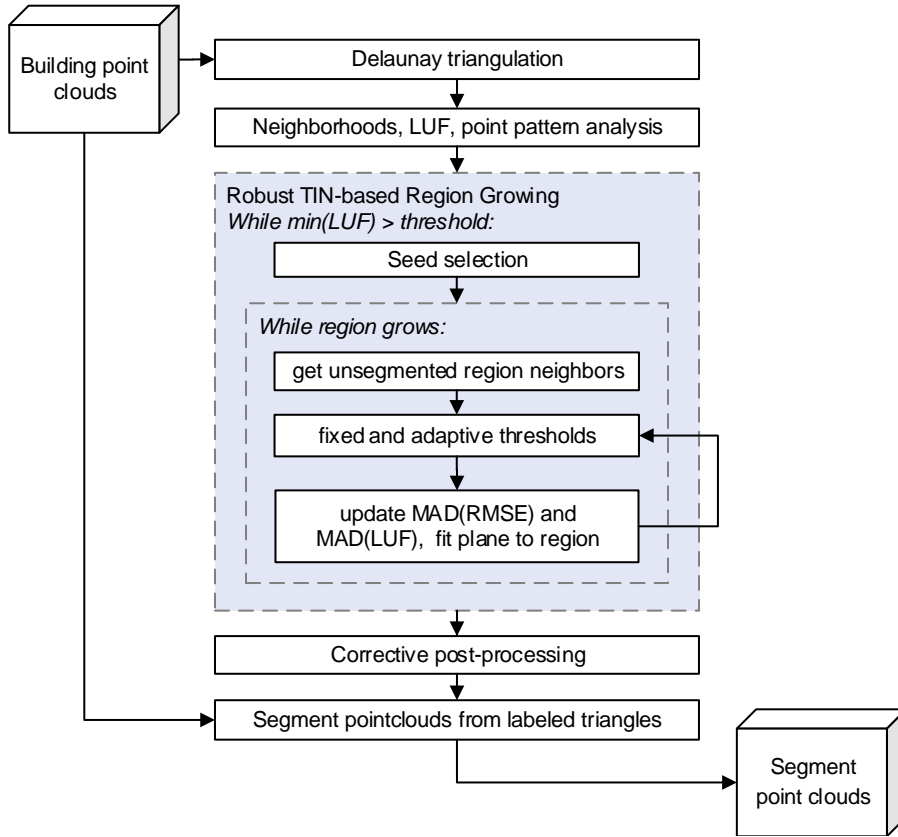 Building point
clouds
Delaunay triangulation
Neighborhoods, LUF, point pattern analysis
Robust TIN-based Region Growing
While min(LUF) > threshold:
Seed selection
While region grows:
get unsegmented region neighbors
fixed and adaptive thresholds
update MAD(RMSE) and
MAD(LUF), fit plane to region
Corrective post-processing
Segment pointclouds from labeled triangles
Segment
point clouds